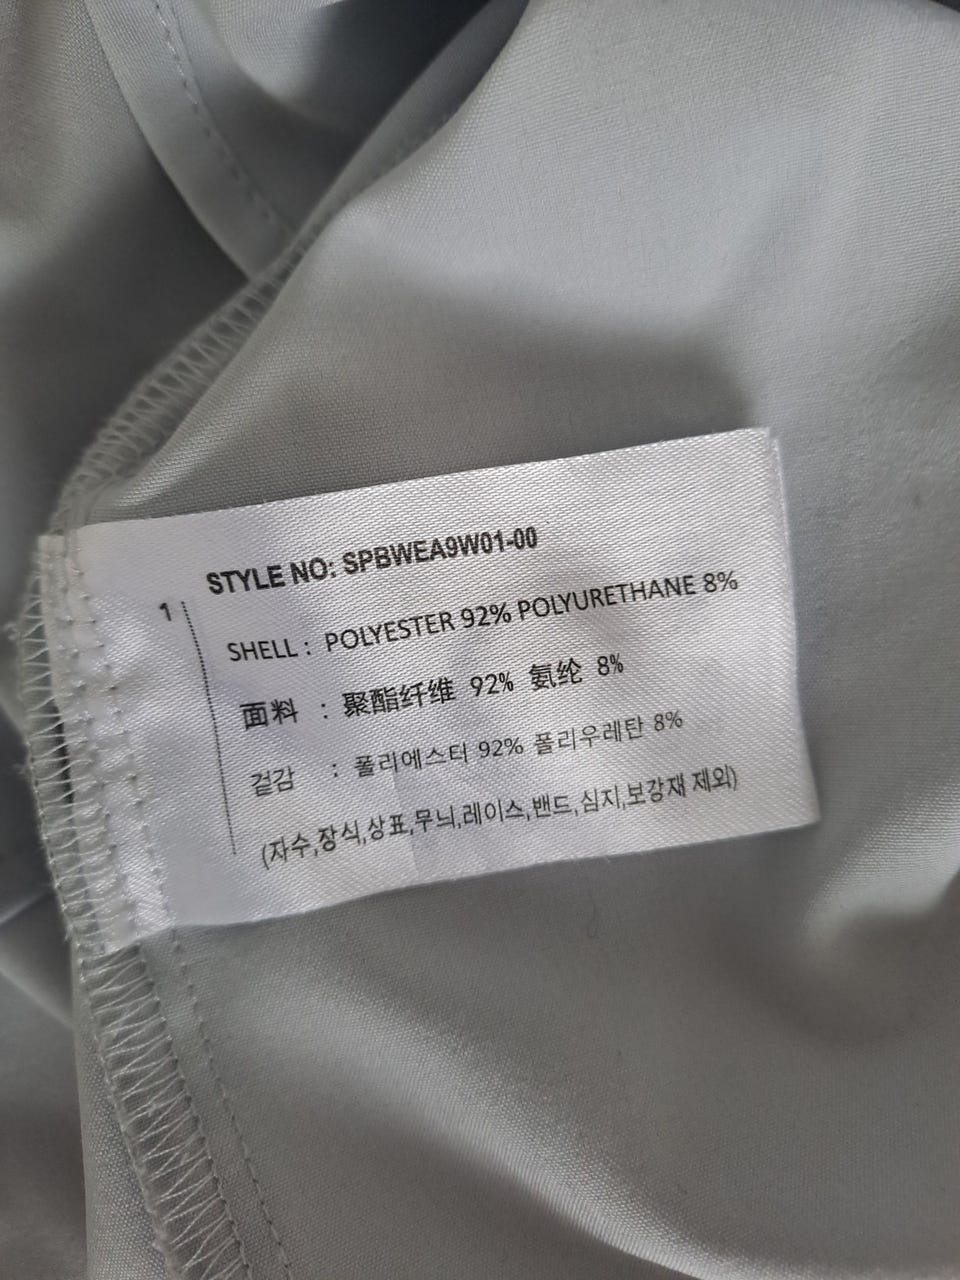 STYLE NO: SPBWEA9W01-00
1
SHELL : POLYESTER 92% POLYURETHANE 8%
面料 : 聚酯纤维 92% 氨纶 8%
겉감 : 폴리에스터 92% 폴리우레탄 8%
(자수,장식,상표,무늬,레이스,밴드,심지,보강재 제외)